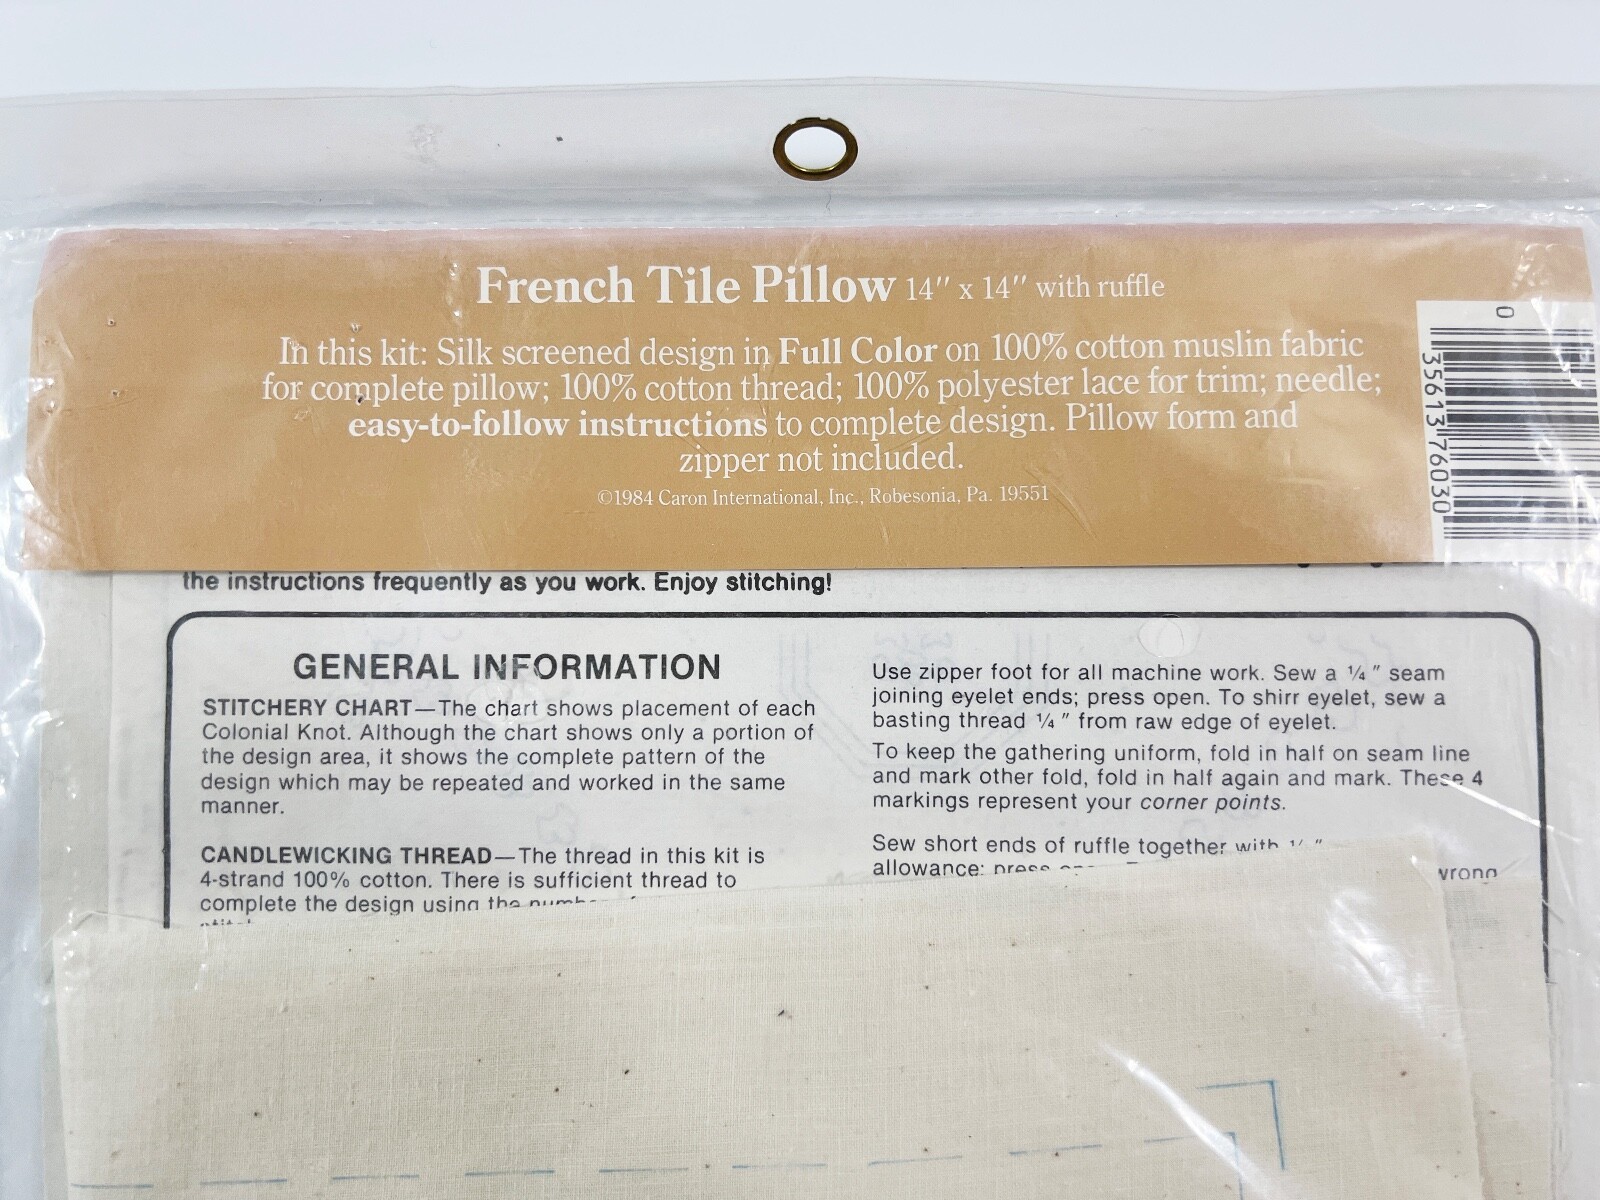 French Tile Pillow 14" x 14" with ruffle
In this kit: Silk screened design in Full Color on 100% cotton muslin fabric
for complete pillow; 100% cotton thread; 100% polyester lace for trim; needle;
easy-to-follow instructions to complete design. Pillow form and
zipper not included.
©1984 Caron International, Inc., Robesonia, Pa. 19551
0
35613 76030
the instructions frequently as you work. Enjoy stitching!
GENERAL INFORMATION
STITCHERY CHART—The chart shows placement of each
Colonial Knot. Although the chart shows only a portion of
the design area, it shows the complete pattern of the
design which may be repeated and worked in the same
manner.
CANDLEWICKING THREAD—The thread in this kit is
4-strand 100% cotton. There is sufficient thread to
complete the design using the
Use zipper foot for all machine work. Sew a ¼" seam
joining eyelet ends; press open. To shirr eyelet, sew a
basting thread ¼" from raw edge of eyelet.
To keep the gathering uniform, fold in half on seam line
and mark other fold, fold in half again and mark. These 4
markings represent your corner points.
Sew short ends of ruffle together with
allowance; press wrong